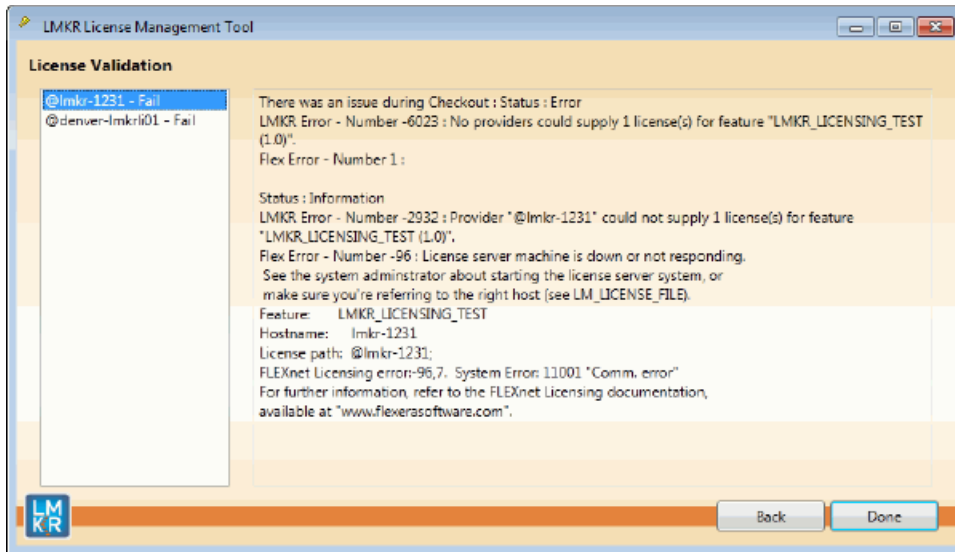 LMKR License Management Tool
License Validation
@lmkr-1231 - Fail
@denver-lmkrli01 - Fail
There was an issue during Checkout : Status : Error
LMKR Error - Number -6023 : No providers could supply 1 license(s) for feature "LMKR_LICENSING_TEST
(1.0)".
Flex Error - Number 1 :
Status : Information
LMKR Error - Number -2932 : Provider "@lmkr-1231" could not supply 1 license(s) for feature
"LMKR_LICENSING_TEST (1.0)".
Flex Error - Number -96 : License server machine is down or not responding.
See the system adminstrator about starting the license server system, or
make sure you're referring to the right host (see LM_LICENSE_FILE).
Feature: LMKR_LICENSING_TEST
Hostname: lmkr-1231
License path: @lmkr-1231;
FLEXnet Licensing error:-96,7. System Error: 11001 "Comm. error"
For further information, refer to the FLEXnet Licensing documentation,
available at "www.flexerasoftware.com".
LM
KR
Back
Done